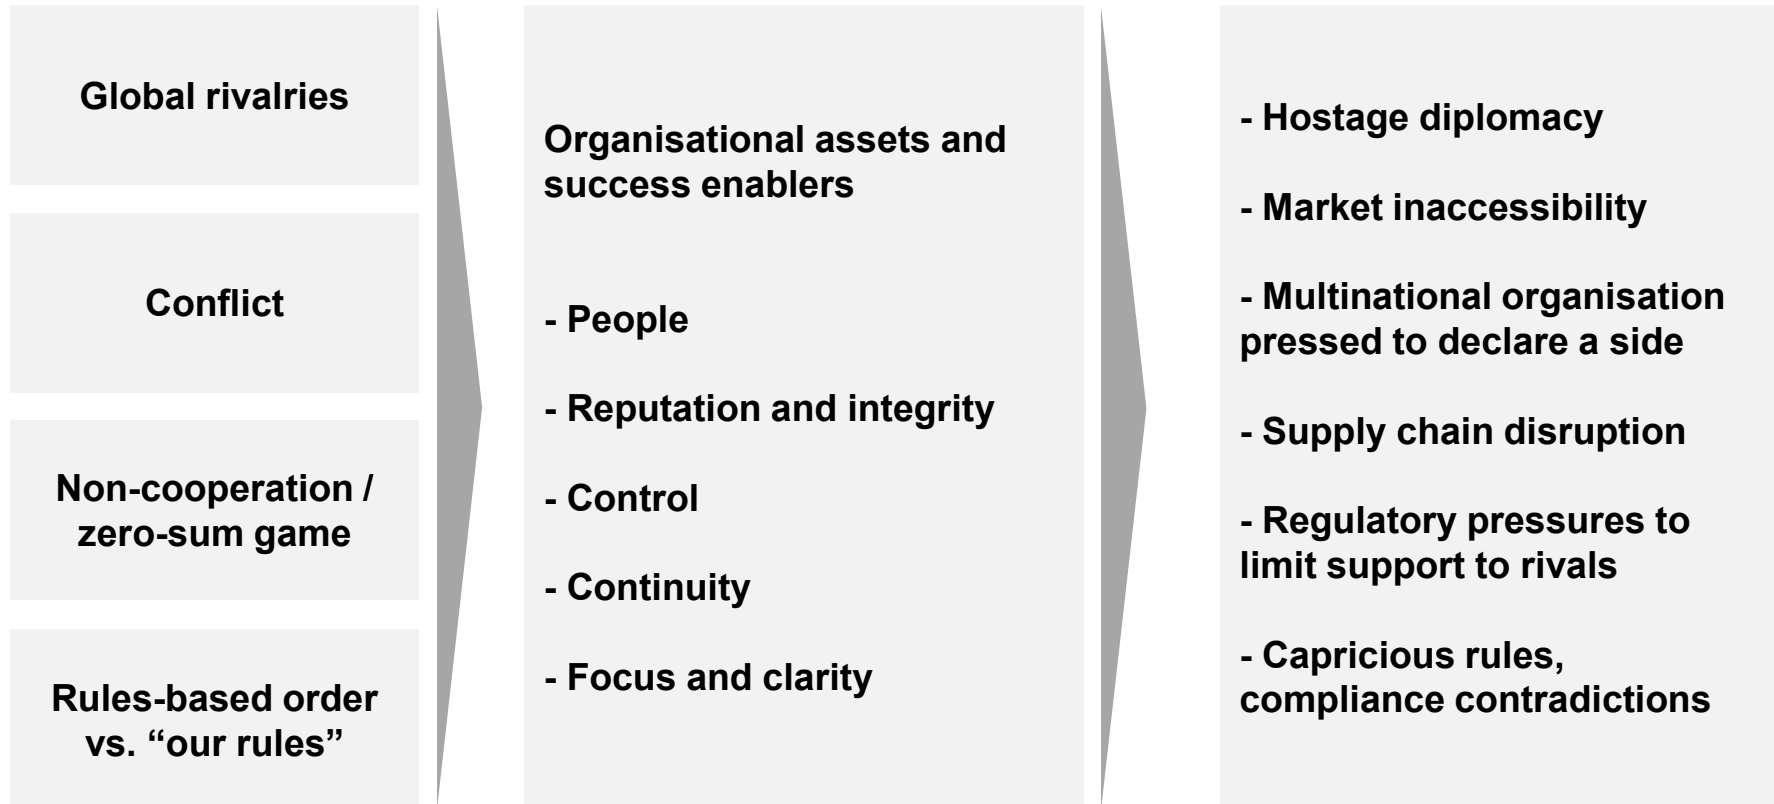 Global rivalries
Conflict
Non-cooperation /
zero-sum game
Rules-based order
vs. “our rules”
Organisational assets and
success enablers
- People
- Reputation and integrity
- Control
- Continuity
- Focus and clarity
- Hostage diplomacy
- Market inaccessibility
- Multinational organisation
pressed to declare a side
- Supply chain disruption
- Regulatory pressures to
limit support to rivals
- Capricious rules,
compliance contradictions